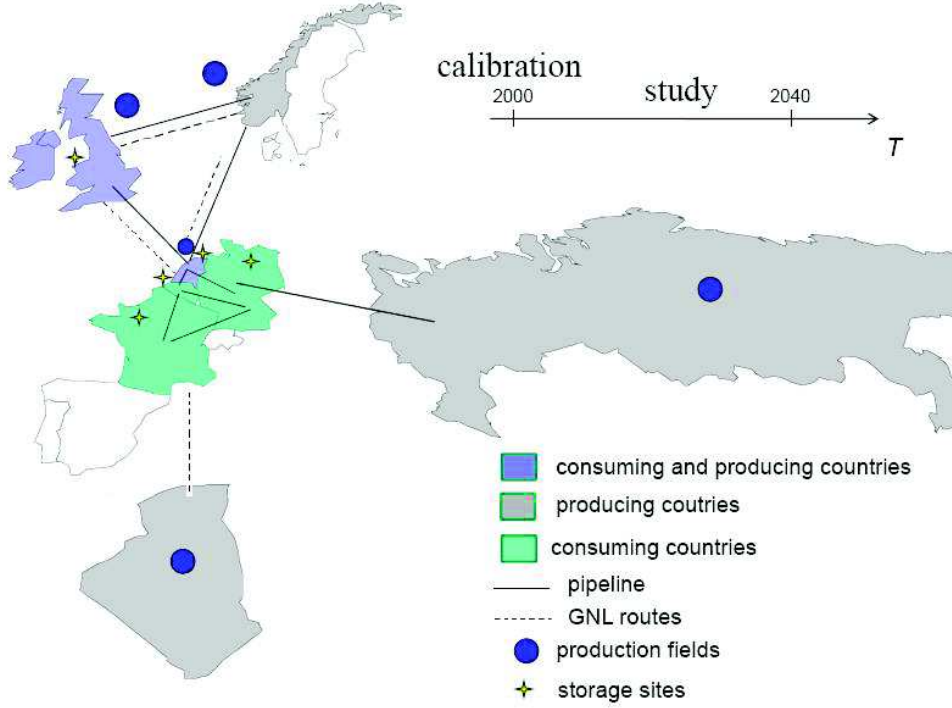 calibration
2000
study
2040
T
consuming and producing countries
producing coutries
consuming countries
pipeline
GNL routes
production fields
storage sites